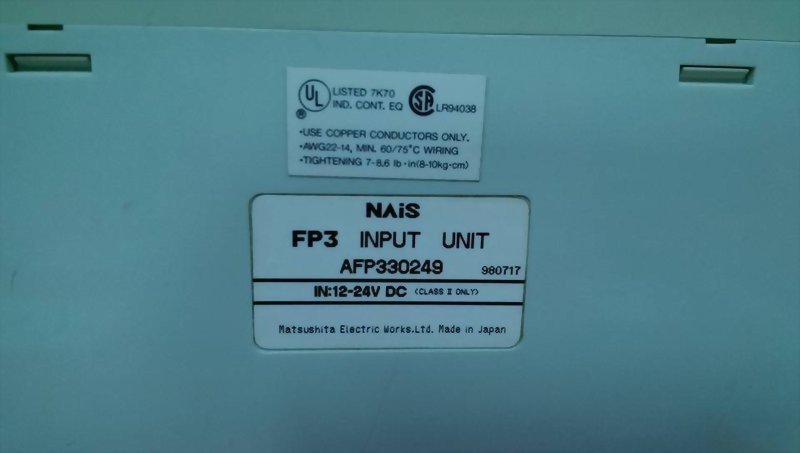 UL LISTED 7K70
® IND. CONT. EQ SA LR94038
•USE COPPER CONDUCTORS ONLY.
•AWG22-14, MIN. 60/75°C WIRING
•TIGHTENING 7-8.6 lb·in(8-10kg·cm)
NAiS
FP3 INPUT UNIT
AFP330249 980717
IN:12-24V DC (CLASS II ONLY)
Matsushita Electric Works.Ltd. Made in Japan